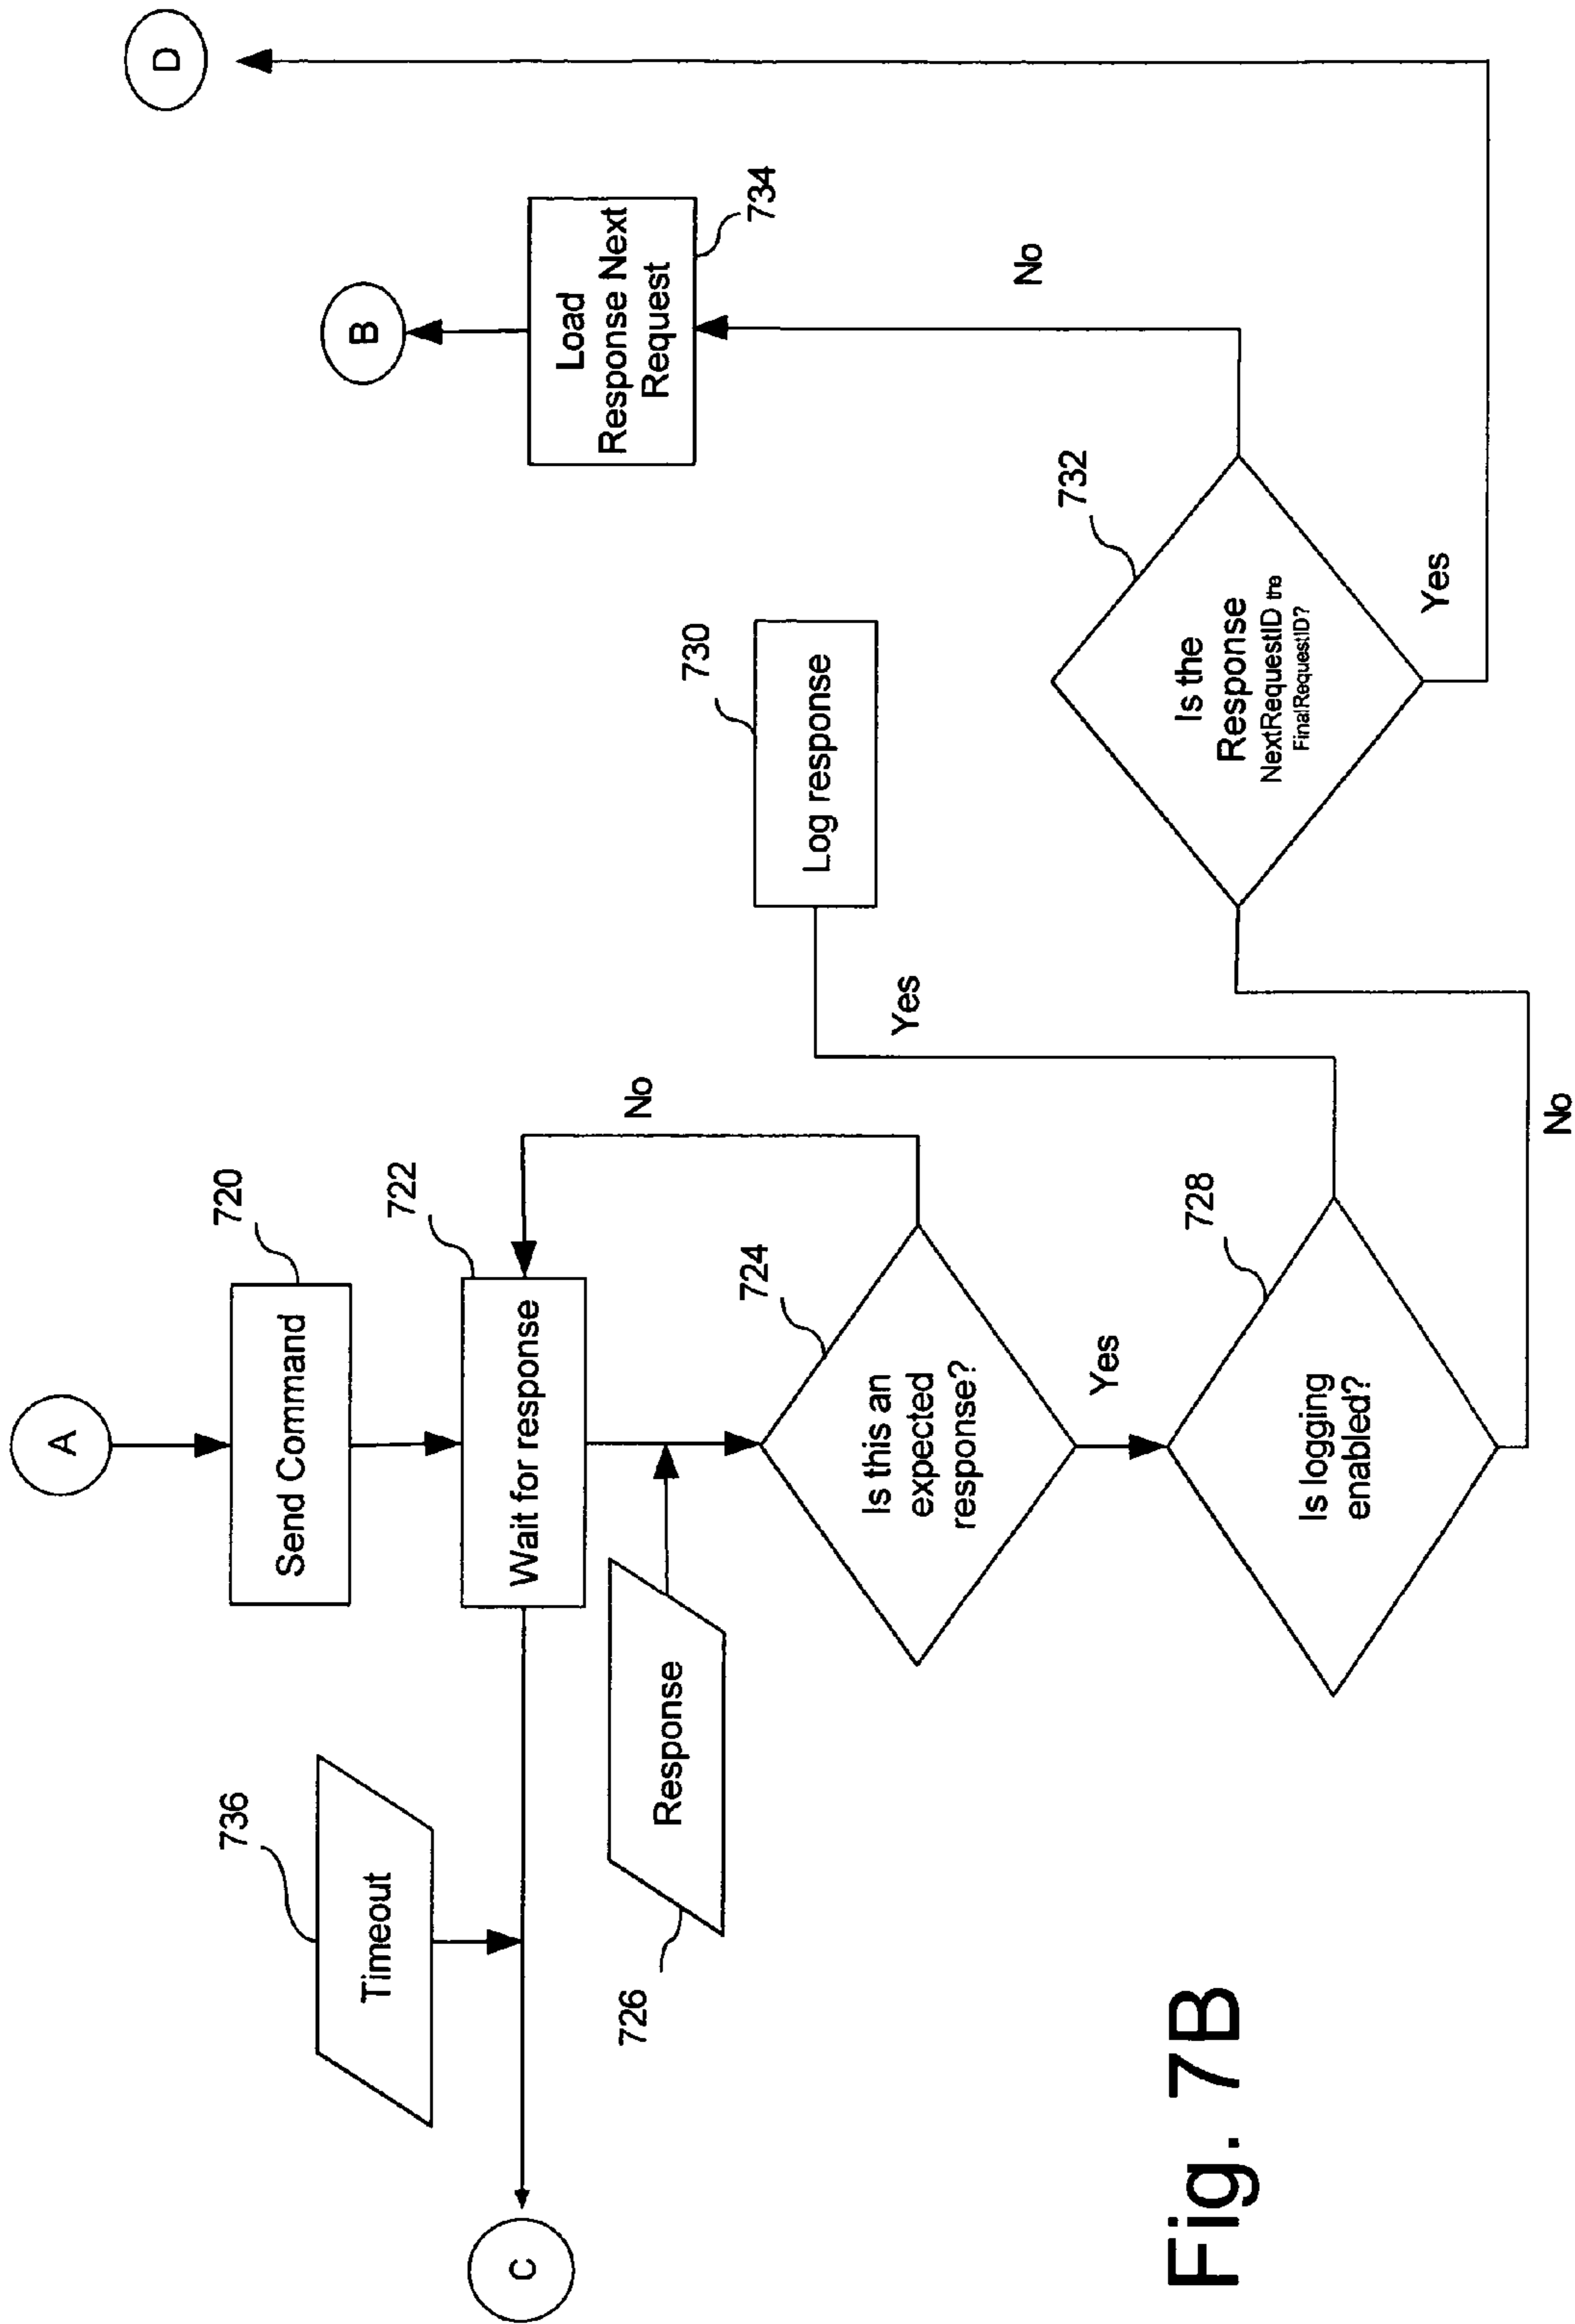 A
720
Send Command
736
Timeout
722
Wait for response
C
726
Response
No
724
Is this an
expected
response?
Yes
728
Is logging
enabled?
Yes
No
730
Log response
732
Is the
Response
NextRequestID the
FinalRequestID?
No
Yes
734
Load
Response Next
Request
B
D
Fig. 7B